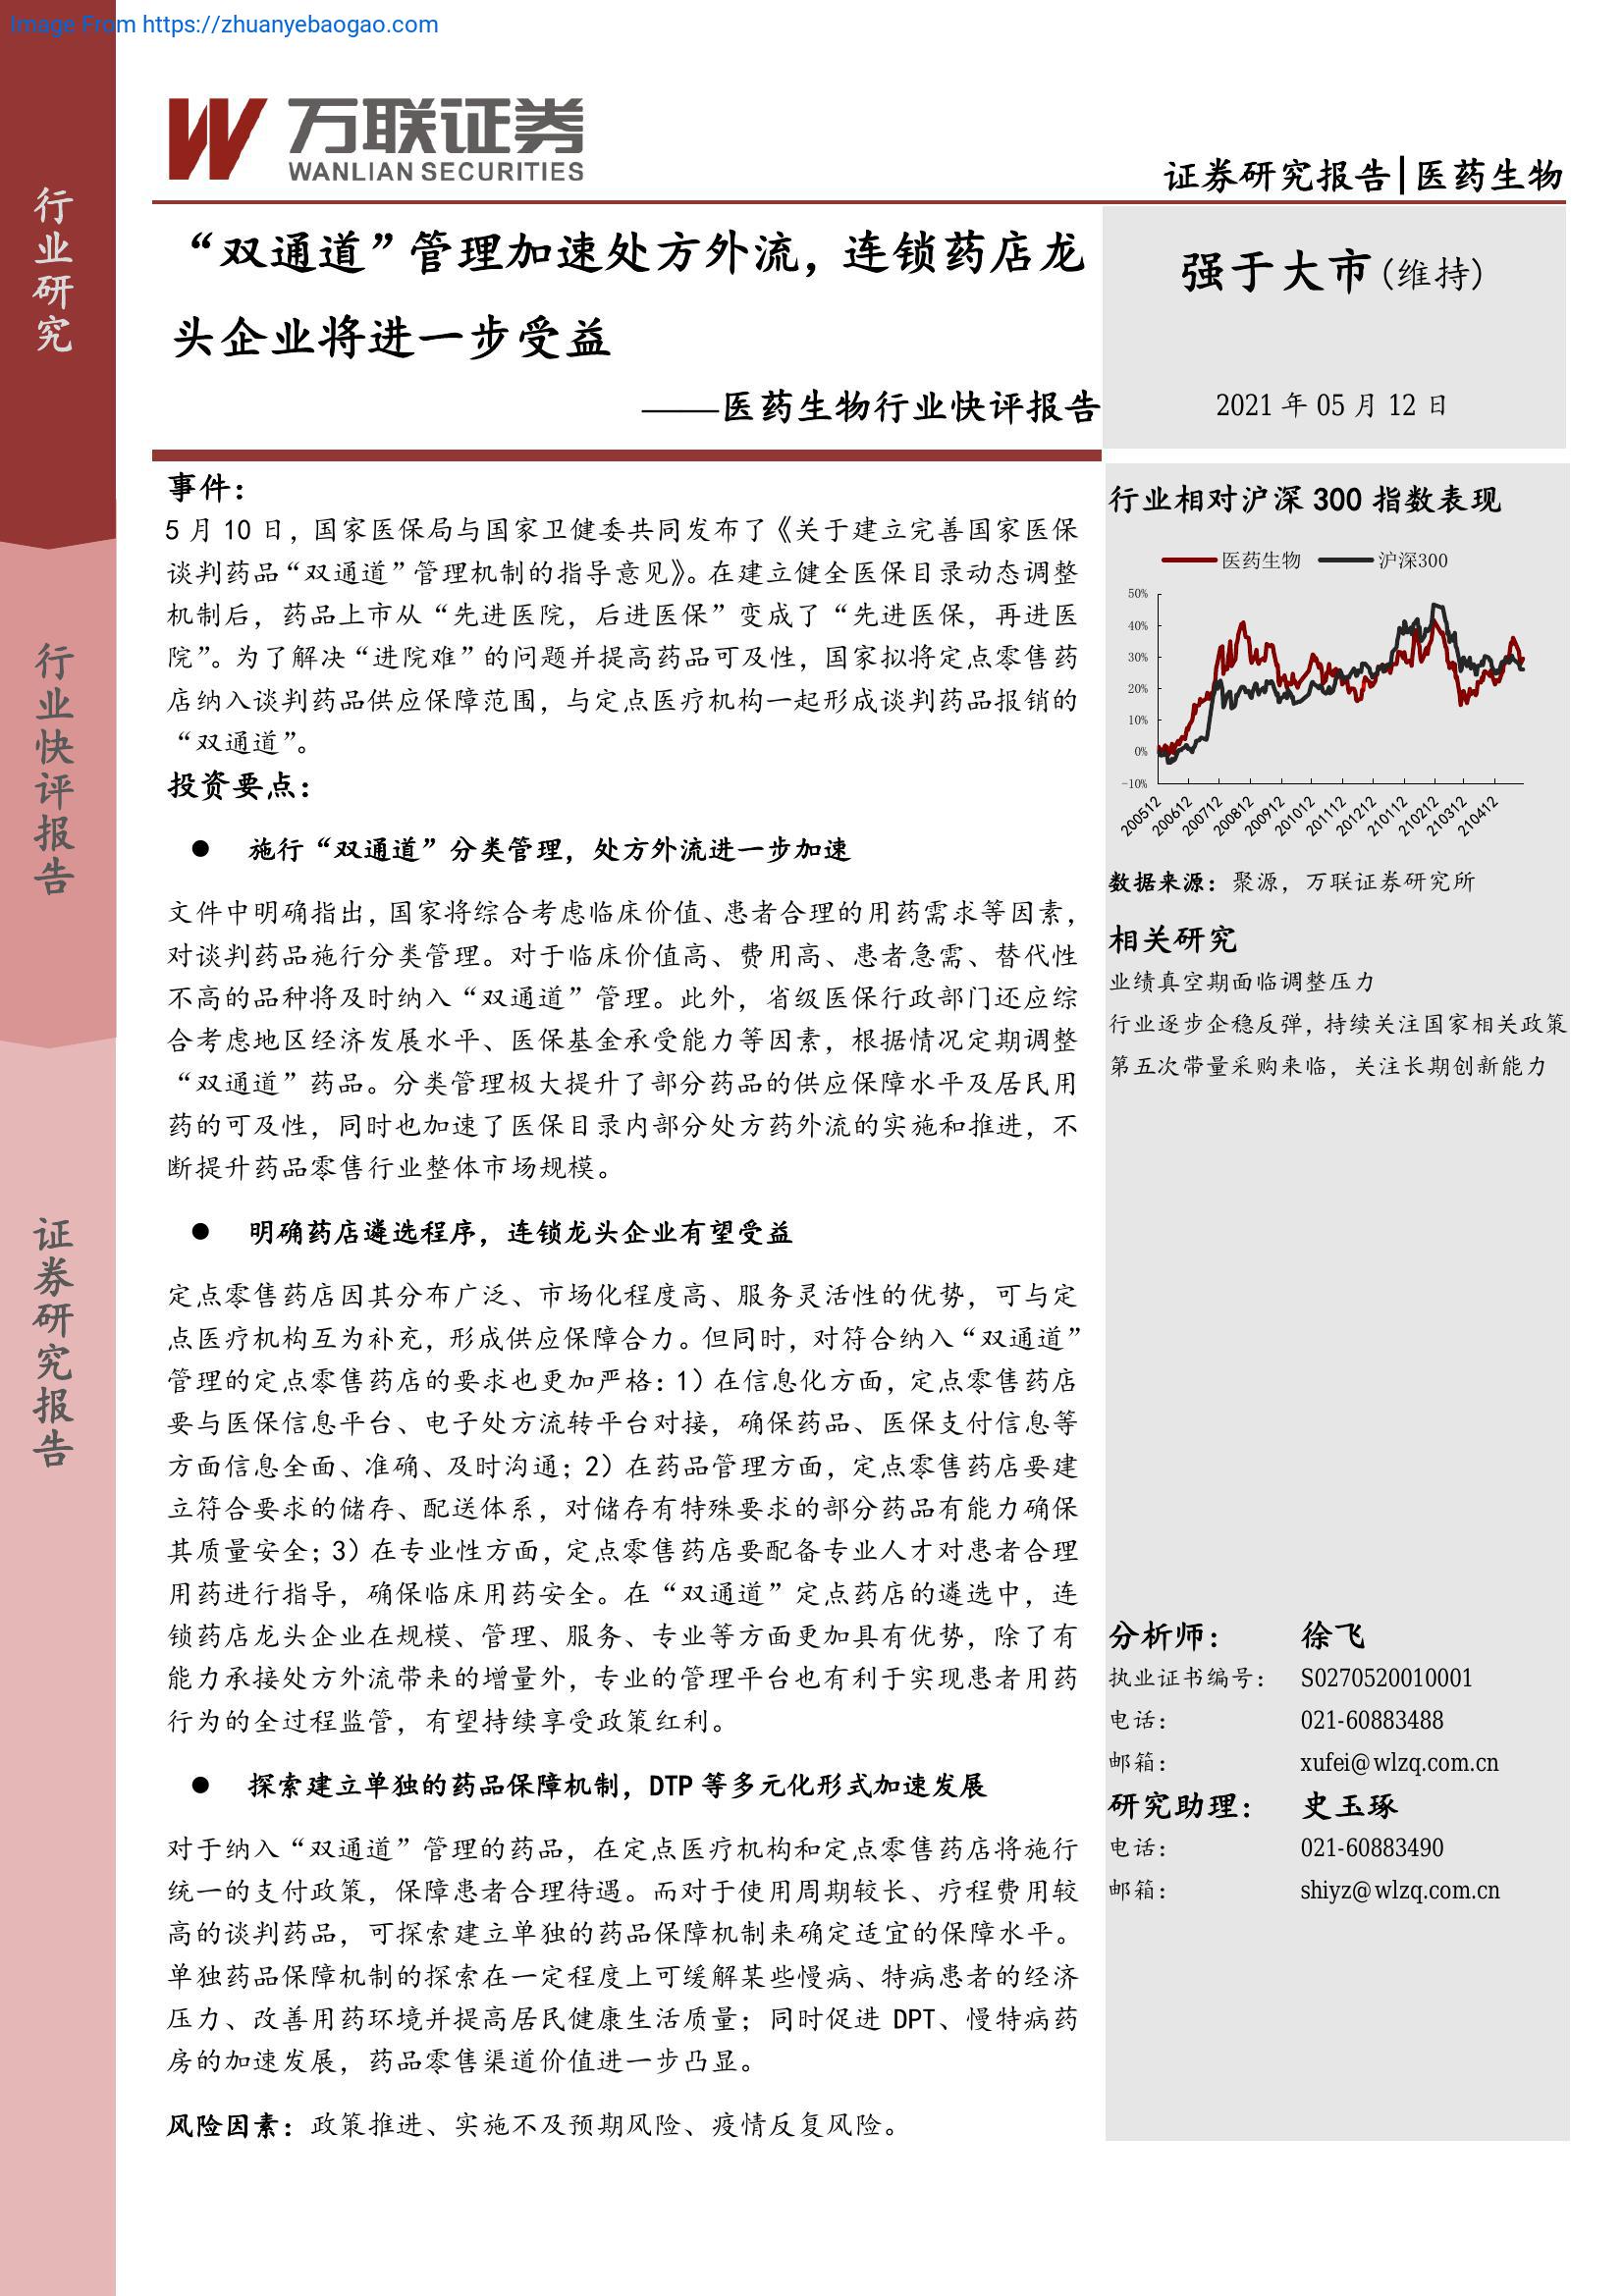 Image From https://zhuanyebaogao.com
万联证券
WANLIAN SECURITIES
证券研究报告|医药生物
行业研究
行业快评报告
证券研究报告
“双通道”管理加速处方外流，连锁药店龙
头企业将进一步受益
——医药生物行业快评报告
强于大市(维持)
2021 年 05 月 12 日
事件：
5 月 10 日，国家医保局与国家卫健委共同发布了《关于建立完善国家医保
谈判药品“双通道”管理机制的指导意见》。在建立健全医保目录动态调整
机制后，药品上市从“先进医院，后进医保”变成了“先进医保，再进医
院”。为了解决“进院难”的问题并提高药品可及性，国家拟将定点零售药
店纳入谈判药品供应保障范围，与定点医疗机构一起形成谈判药品报销的
“双通道”。
投资要点：
● 施行“双通道”分类管理，处方外流进一步加速
文件中明确指出，国家将综合考虑临床价值、患者合理的用药需求等因素，
对谈判药品施行分类管理。对于临床价值高、费用高、患者急需、替代性
不高的品种将及时纳入“双通道”管理。此外，省级医保行政部门还应综
合考虑地区经济发展水平、医保基金承受能力等因素，根据情况定期调整
“双通道”药品。分类管理极大提升了部分药品的供应保障水平及居民用
药的可及性，同时也加速了医保目录内部分处方药外流的实施和推进，不
断提升药品零售行业整体市场规模。
● 明确药店遴选程序，连锁龙头企业有望受益
定点零售药店因其分布广泛、市场化程度高、服务灵活性的优势，可与定
点医疗机构互为补充，形成供应保障合力。但同时，对符合纳入“双通道”
管理的定点零售药店的要求也更加严格：1）在信息化方面，定点零售药店
要与医保信息平台、电子处方流转平台对接，确保药品、医保支付信息等
方面信息全面、准确、及时沟通；2）在药品管理方面，定点零售药店要建
立符合要求的储存、配送体系，对储存有特殊要求的部分药品有能力确保
其质量安全；3）在专业性方面，定点零售药店要配备专业人才对患者合理
用药进行指导，确保临床用药安全。在“双通道”定点药店的遴选中，连
锁药店龙头企业在规模、管理、服务、专业等方面更加具有优势，除了有
能力承接处方外流带来的增量外，专业的管理平台也有利于实现患者用药
行为的全过程监管，有望持续享受政策红利。
● 探索建立单独的药品保障机制，DTP 等多元化形式加速发展
对于纳入“双通道”管理的药品，在定点医疗机构和定点零售药店将施行
统一的支付政策，保障患者合理待遇。而对于使用周期较长、疗程费用较
高的谈判药品，可探索建立单独的药品保障机制来确定适宜的保障水平。
单独药品保障机制的探索在一定程度上可缓解某些慢病、特病患者的经济
压力、改善用药环境并提高居民健康生活质量；同时促进 DPT、慢特病药
房的加速发展，药品零售渠道价值进一步凸显。
风险因素：政策推进、实施不及预期风险、疫情反复风险。
行业相对沪深 300 指数表现
医药生物 沪深300
50%
40%
30%
20%
10%
0%
-10%
200512 200612 200712 200812 200912 201012 201112 201212 210112 210212 210312 210412
数据来源：聚源，万联证券研究所
相关研究
业绩真空期面临调整压力
行业逐步企稳反弹，持续关注国家相关政策
第五次带量采购来临，关注长期创新能力
分析师： 徐飞
执业证书编号： S0270520010001
电话： 021-60883488
邮箱： xufei@wlzq.com.cn
研究助理： 史玉琢
电话： 021-60883490
邮箱： shiyz@wlzq.com.cn